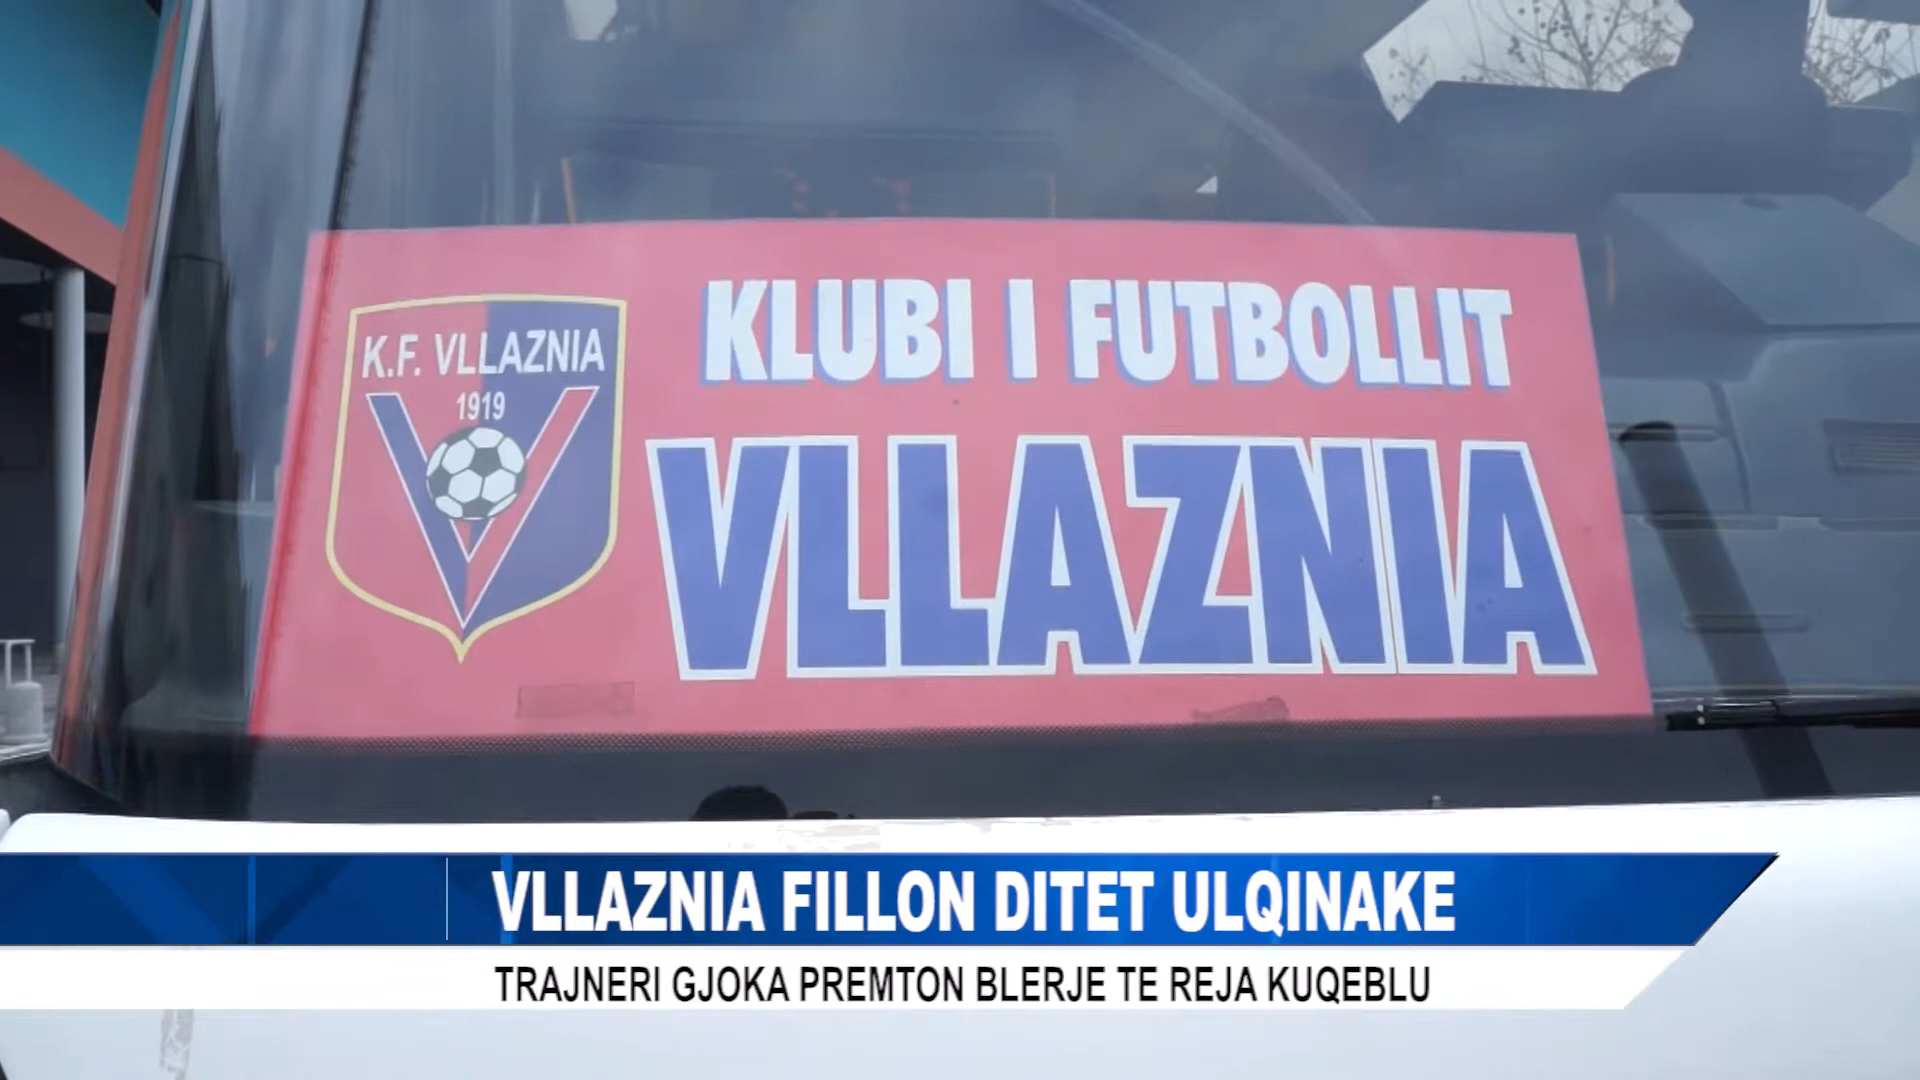 K.F. VLLAZNIA
1919
KLUBI I FUTBOLLIT
VLLAZNIA
VLLAZNIA FILLON DITET ULQINAKE
TRAJNERI GJOKA PREMTON BLERJE TE REJA KUQEBLU